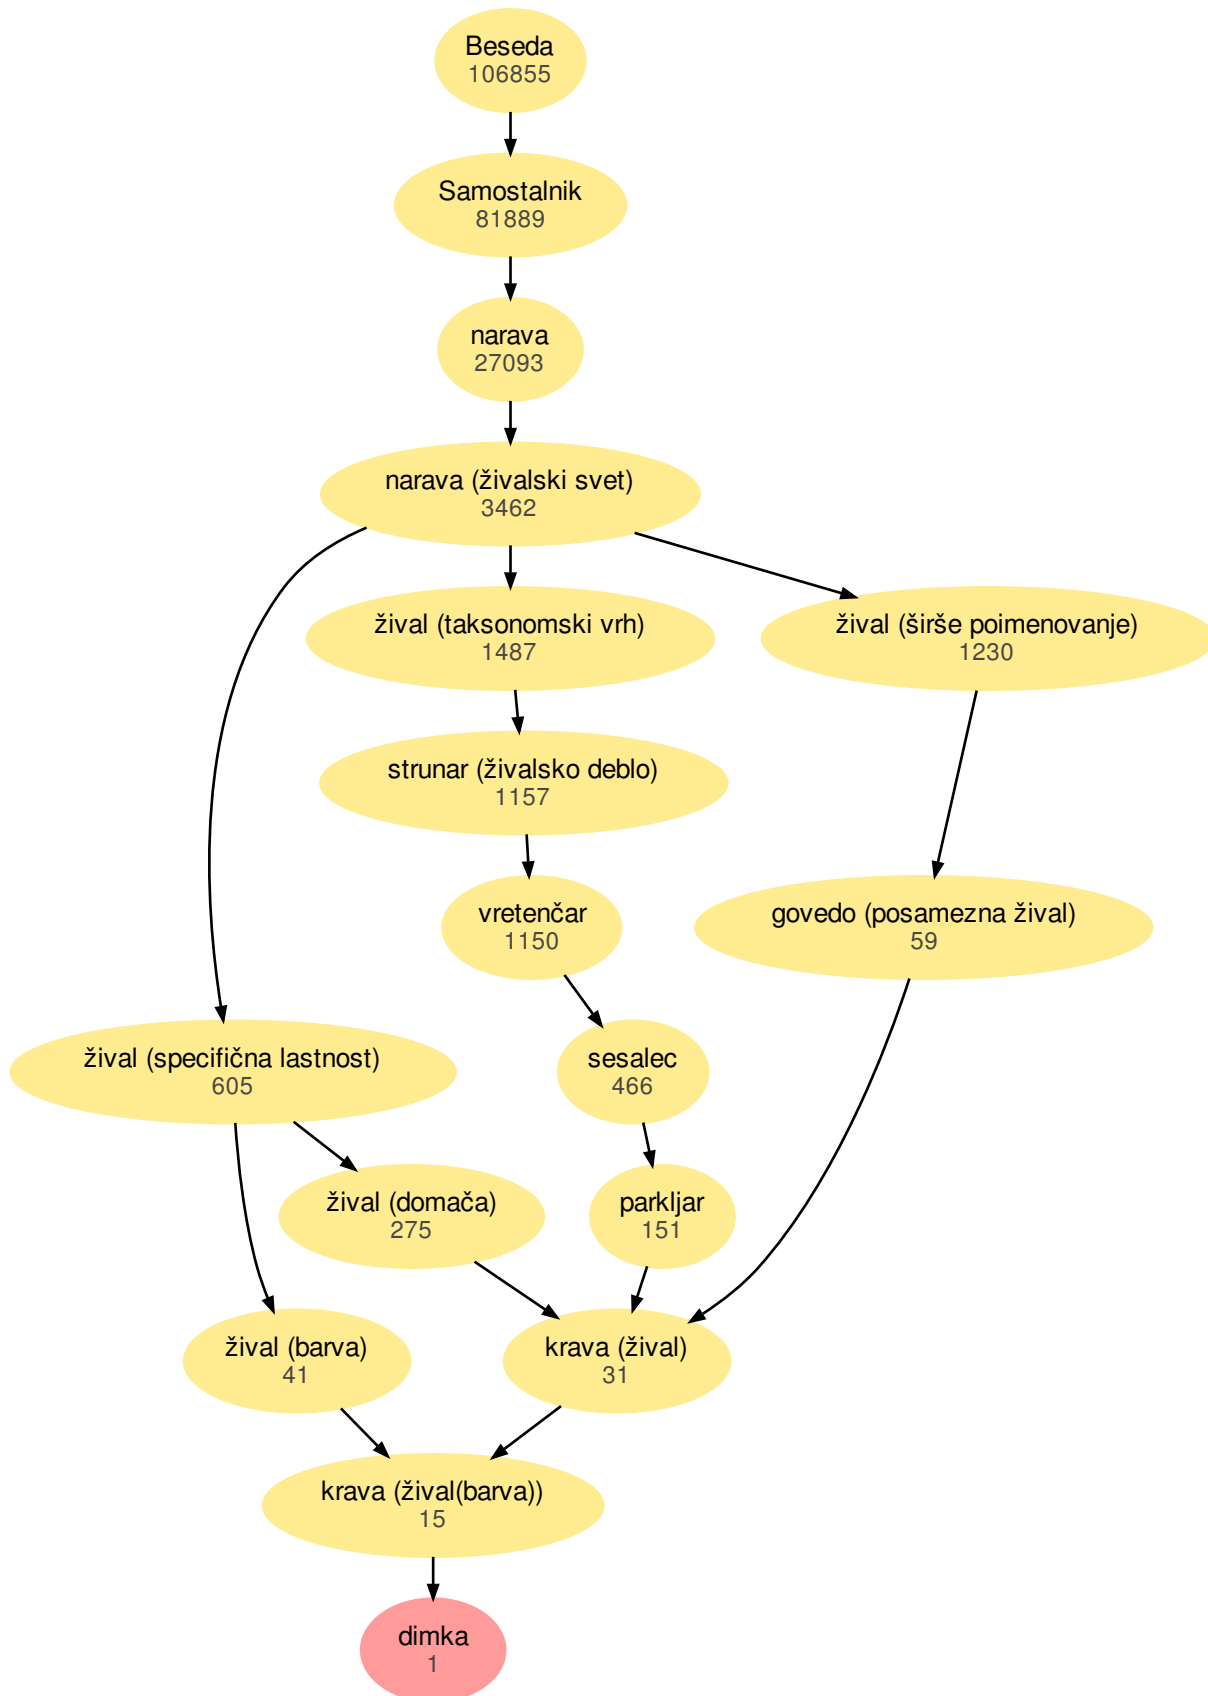 Beseda
106855
Samostalnik
81889
narava
27093
narava (živalski svet)
3462
žival (taksonomski vrh)
1487
žival (širše poimenovanje)
1230
strunar (živalsko deblo)
1157
vretenčar
1150
govedo (posamezna žival)
59
žival (specifična lastnost)
605
sesalec
466
žival (domača)
275
parkljar
151
žival (barva)
41
krava (žival)
31
krava (žival(barva))
15
dimka
1